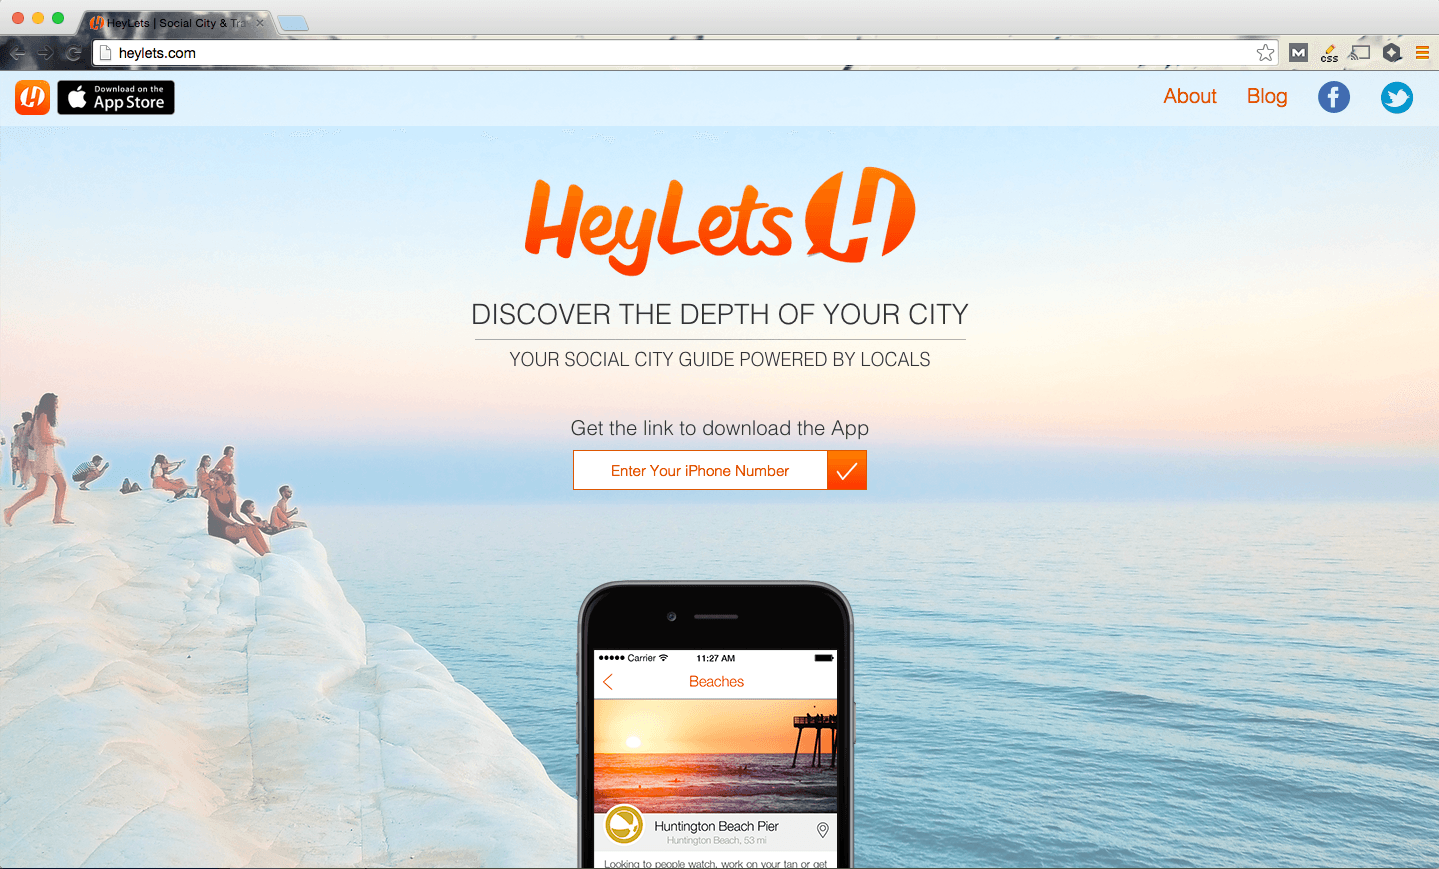 HeyLets | Social City & Tra
heylets.com
css
Download on the
App Store
About
Blog
HeyLets
DISCOVER THE DEPTH OF YOUR CITY
YOUR SOCIAL CITY GUIDE POWERED BY LOCALS
Get the link to download the App
Enter Your iPhone Number
Carrier
11:27 AM
Beaches
Huntington Beach Pier
Huntington Beach, 53 mi
Looking to people watch, work on your tan or get